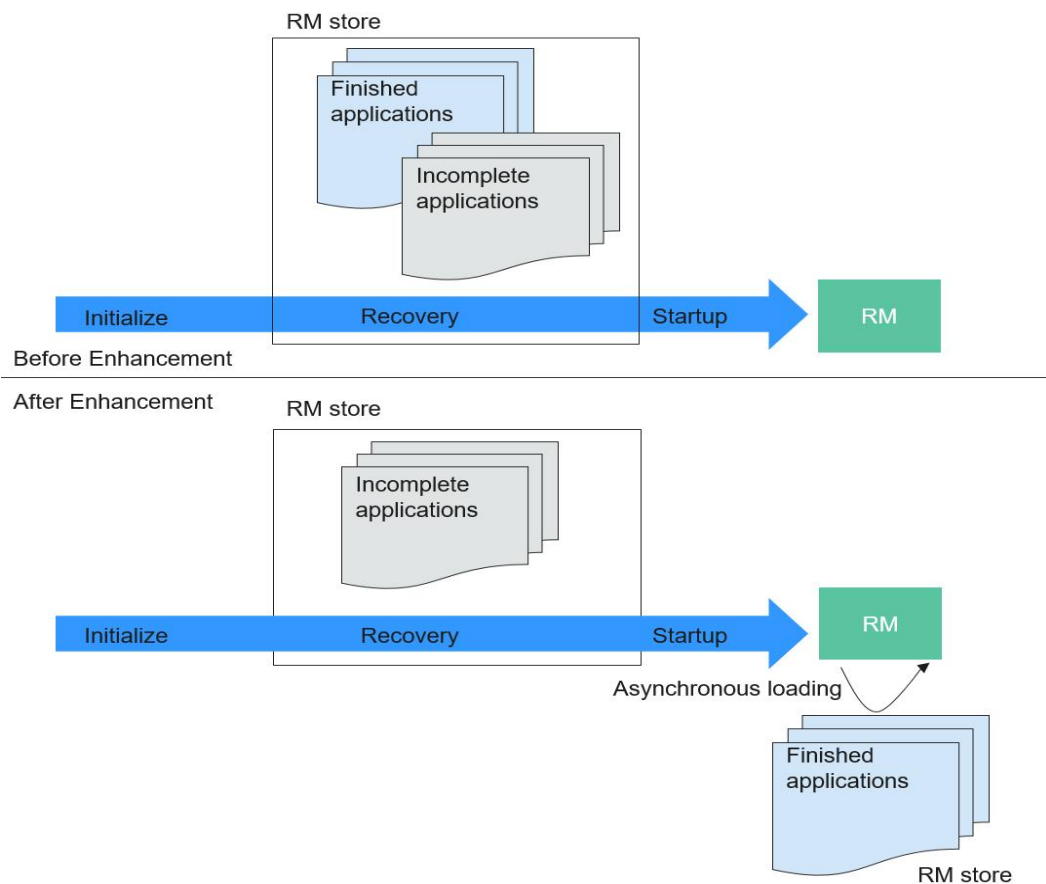 RM store
Finished
applications
Incomplete
applications
Initialize
Recovery
Startup
RM
Before Enhancement
After Enhancement
RM store
Incomplete
applications
Initialize
Recovery
Startup
RM
Asynchronous loading
Finished
applications
RM store